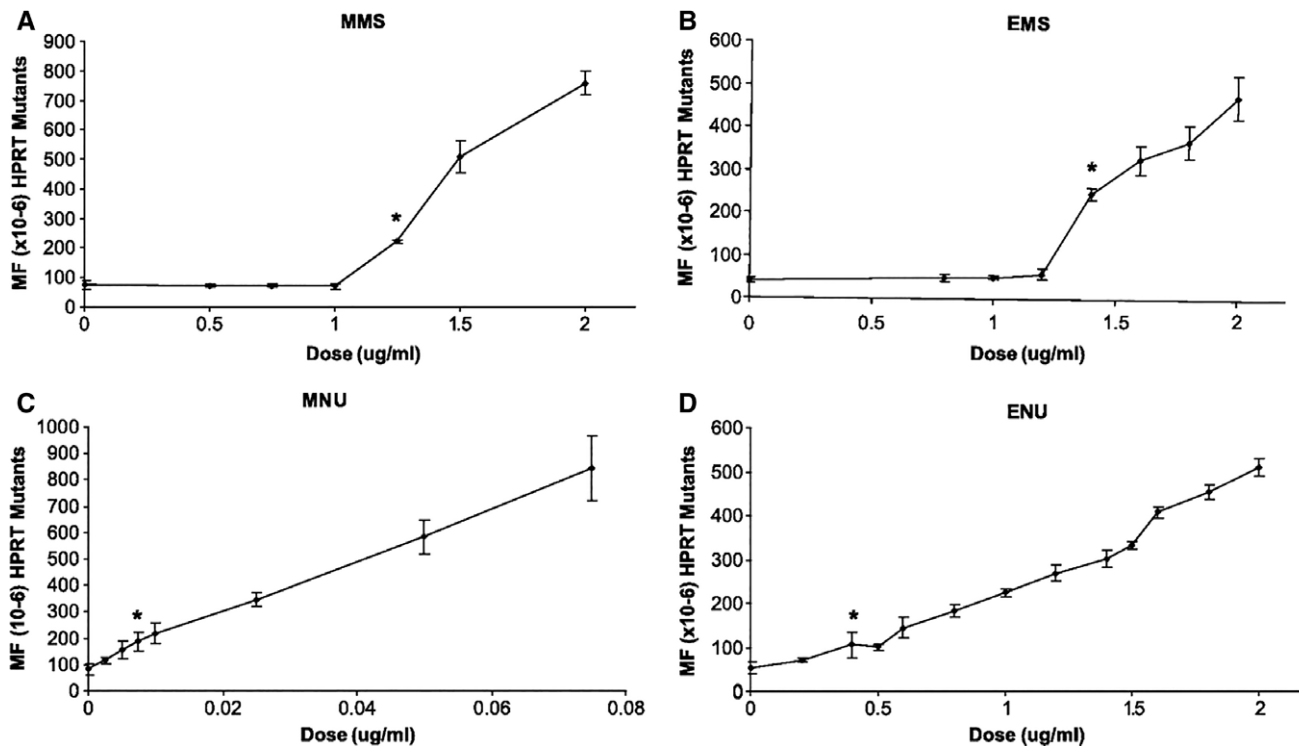 A
MMS
MF (x10-6) HPRT Mutants
900
800
700
600
500
400
300
200
100
0
*
0 0.5 1 1.5 2
Dose (ug/ml)
B
EMS
MF (x10-6) HPRT Mutants
600
500
400
300
200
100
0
*
0 0.5 1 1.5 2
Dose (ug/ml)
C
MNU
MF (10-6) HPRT Mutants
1000
900
800
700
600
500
400
300
200
100
0
*
0 0.02 0.04 0.06 0.08
Dose (ug/ml)
D
ENU
MF (x10-6) HPRT Mutants
600
500
400
300
200
100
0
*
0 0.5 1 1.5 2
Dose (ug/ml)